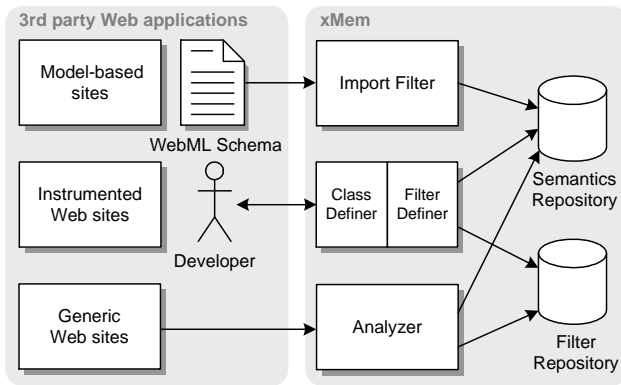 3rd party Web applications
xMem
Model-based
sites
WebML Schema
Import Filter
Semantics
Repository
Instrumented
Web sites
Developer
Class
Definer
Filter
Definer
Generic
Web sites
Analyzer
Filter
Repository